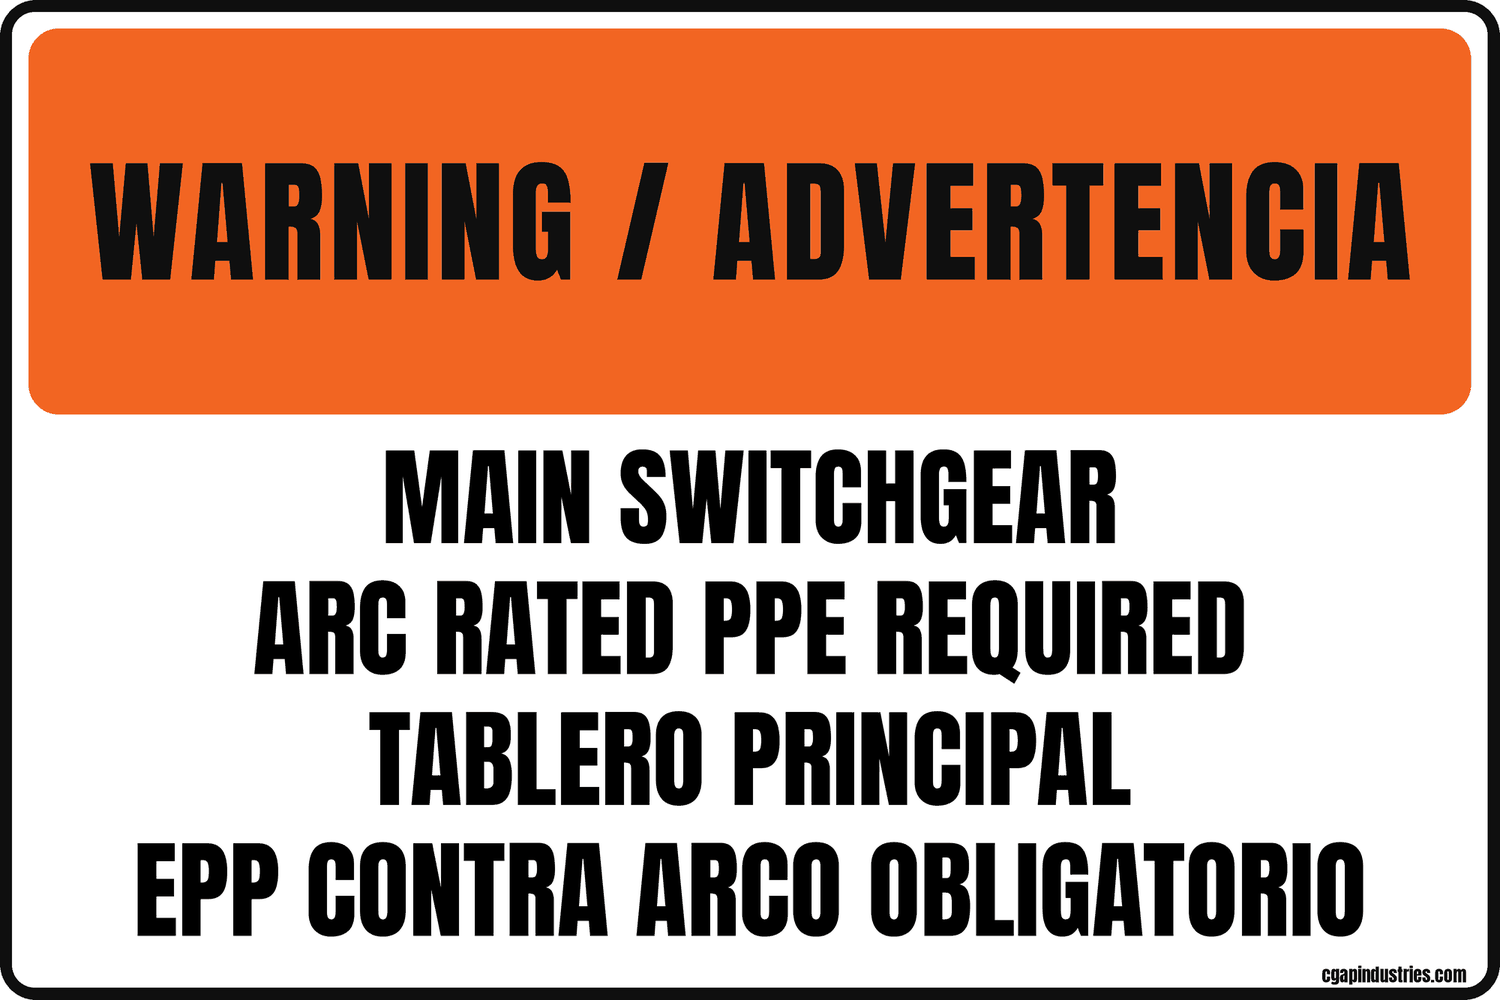 WARNING / ADVERTENCIA
MAIN SWITCHGEAR
ARC RATED PPE REQUIRED
TABLERO PRINCIPAL
EPP CONTRA ARCO OBLIGATORIO
cgapindustries.com